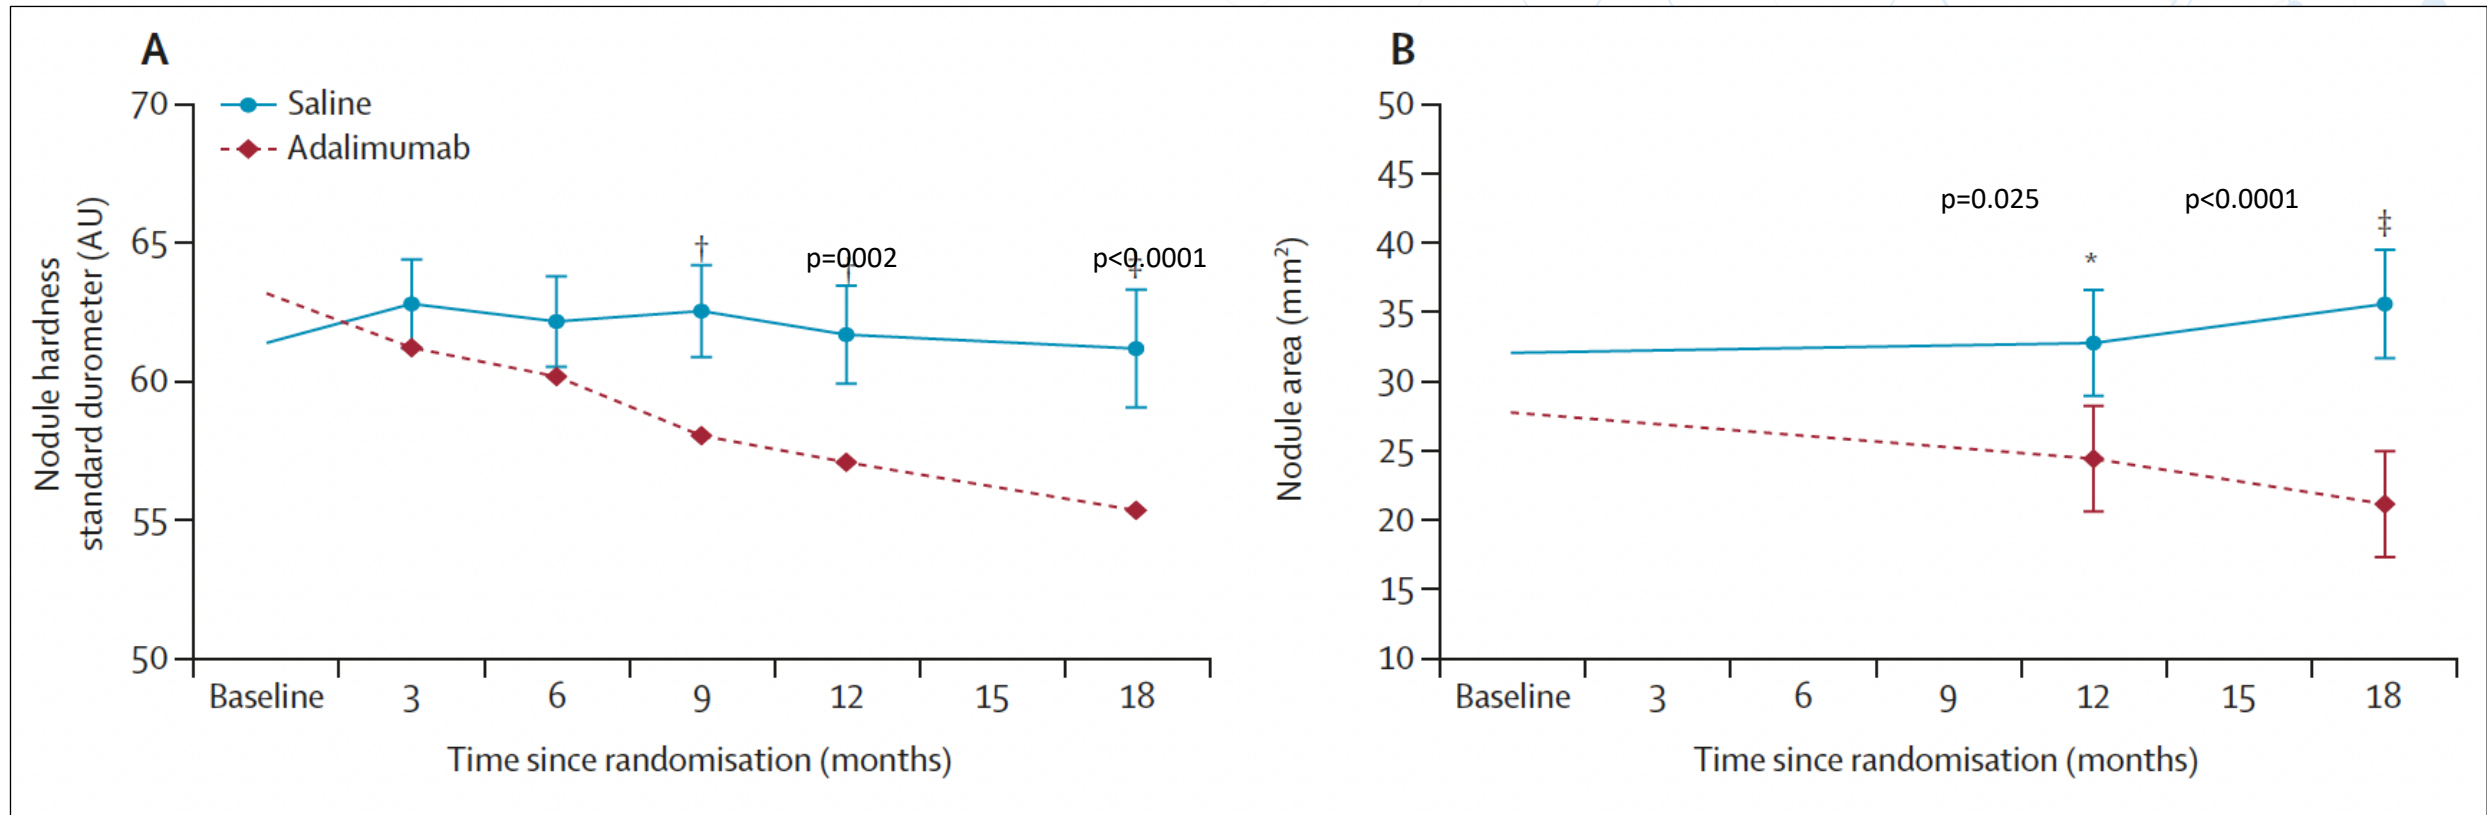 A
Saline
Adalimumab
70
65
60
55
50
Nodule hardness
standard durometer (AU)
†
p=0002
†
p<0.0001
‡
Baseline
3
6
9
12
15
18
Time since randomisation (months)
B
50
45
40
35
30
25
20
15
10
Nodule area (mm²)
p=0.025
p<0.0001
*
‡
Baseline
3
6
9
12
15
18
Time since randomisation (months)